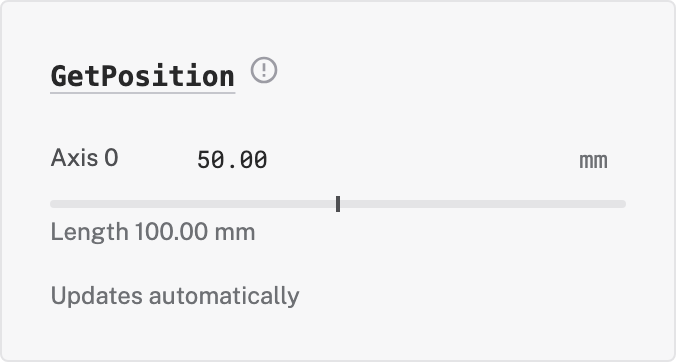 GetPosition
Axis 0 50.00 mm
Length 100.00 mm
Updates automatically